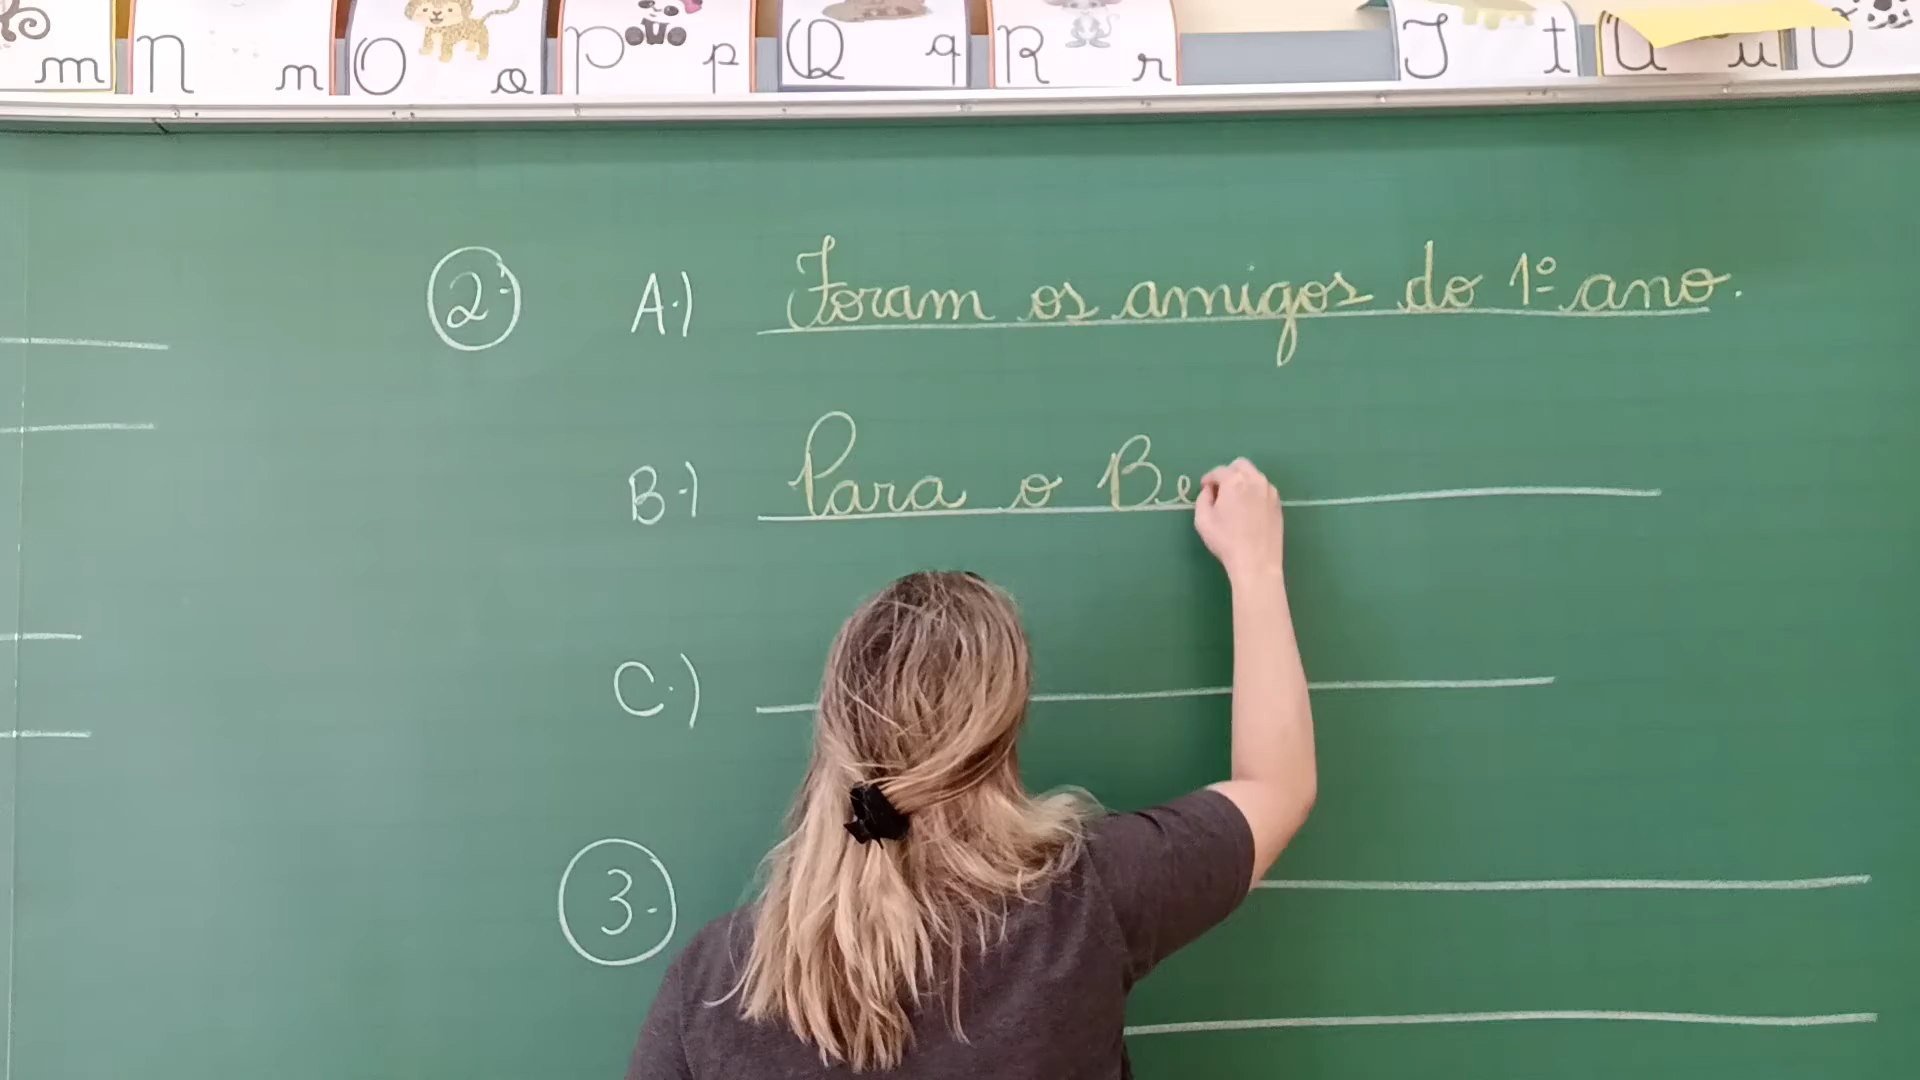 m N n O o P p Q q R r T t U u V
2.
A.) Foram os amigos do 1º ano.
B.) Para o Be
C.)
3.